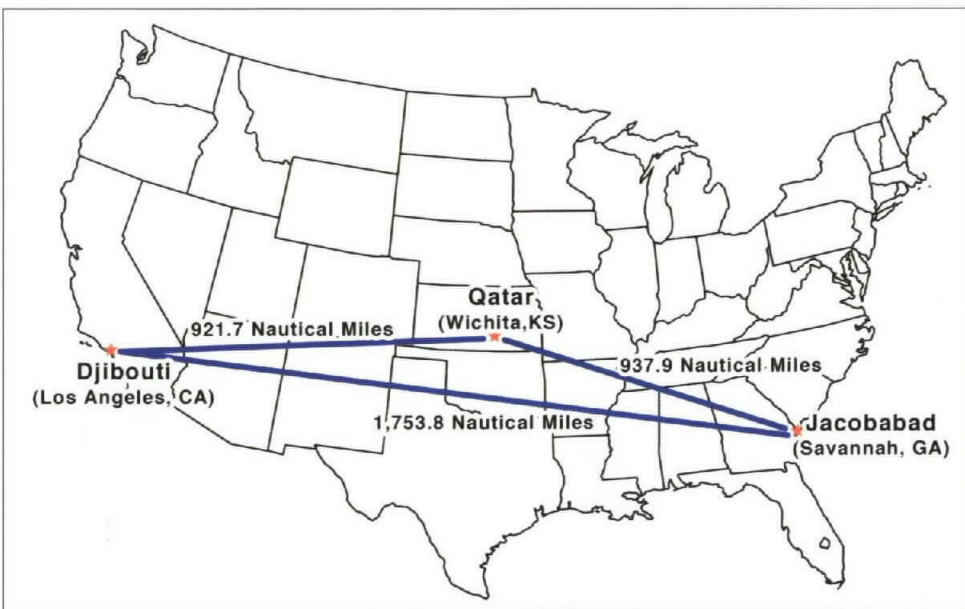 Qatar
(Wichita,KS)
921.7 Nautical Miles
937.9 Nautical Miles
Djibouti
(Los Angeles, CA)
1,753.8 Nautical Miles
Jacobabad
(Savannah, GA)